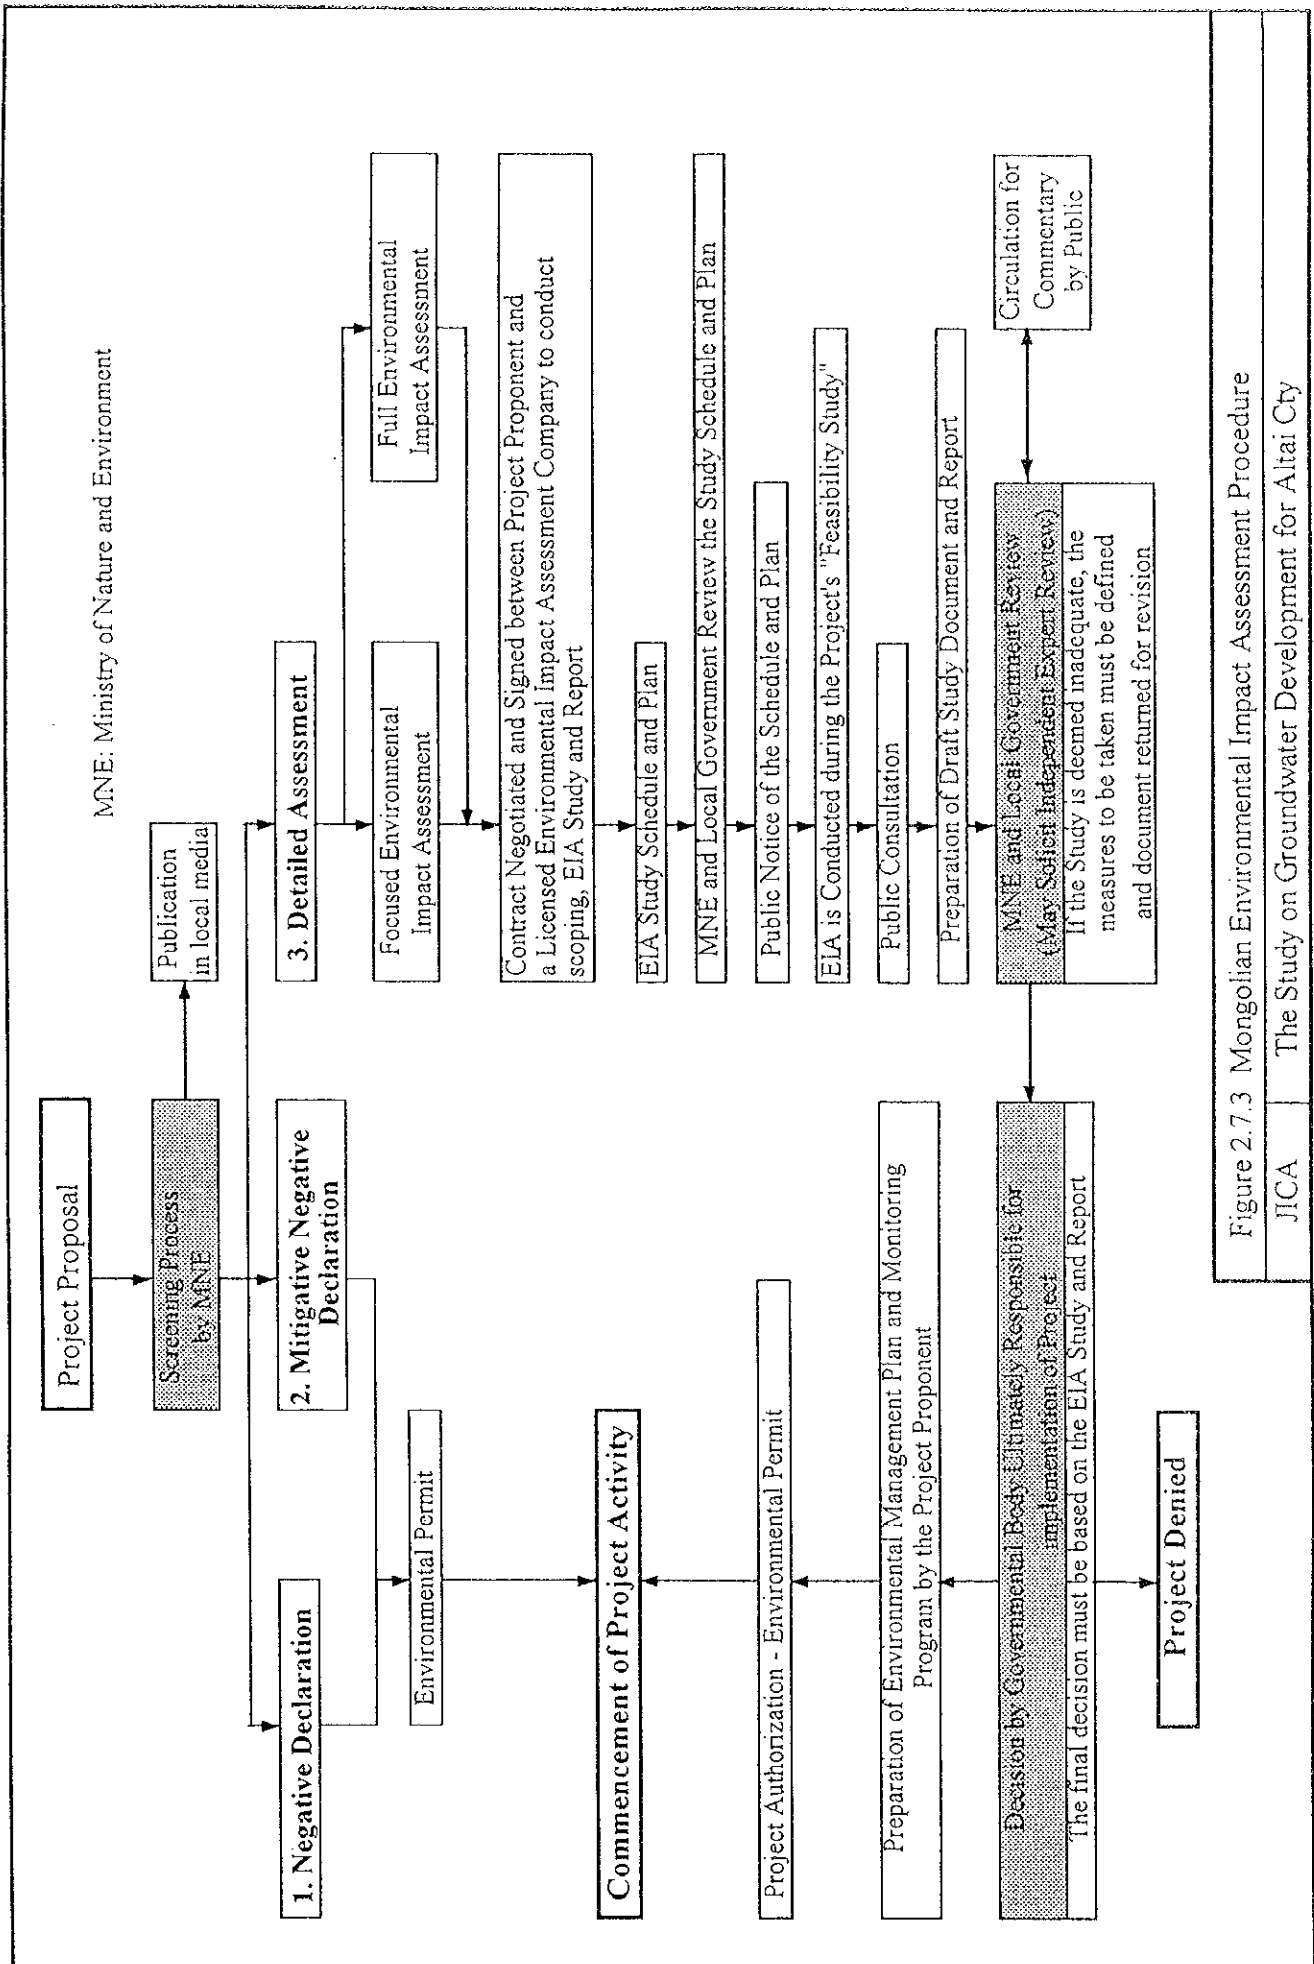 MNE: Ministry of Nature and Environment
Project Proposal
Screening Process
by MNE
Publication
in local media
1. Negative Declaration
2. Mitigative Negative
Declaration
3. Detailed Assessment
Environmental Permit
Focused Environmental
Impact Assessment
Full Environmental
Impact Assessment
Contract Negotiated and Signed between Project Proponent and
a Licensed Environmental Impact Assessment Company to conduct
scoping, EIA Study and Report
EIA Study Schedule and Plan
MNE and Local Government Review the Study Schedule and Plan
Public Notice of the Schedule and Plan
EIA is Conducted during the Project's "Feasibility Study"
Public Consultation
Preparation of Draft Study Document and Report
MNE and Local Government Review
(May Solicit Independent Expert Review)
If the Study is deemed inadequate, the
measures to be taken must be defined
and document returned for revision
Circulation for
Commentary
by Public
Commencement of Project Activity
Project Authorization - Environmental Permit
Preparation of Environmental Management Plan and Monitoring
Program by the Project Proponent
Decision by Governmental Body Ultimately Responsible for
implementation of Project
The final decision must be based on the EIA Study and Report
Project Denied
Figure 2.7.3 Mongolian Environmental Impact Assessment Procedure
JICA
The Study on Groundwater Development for Altai Cty